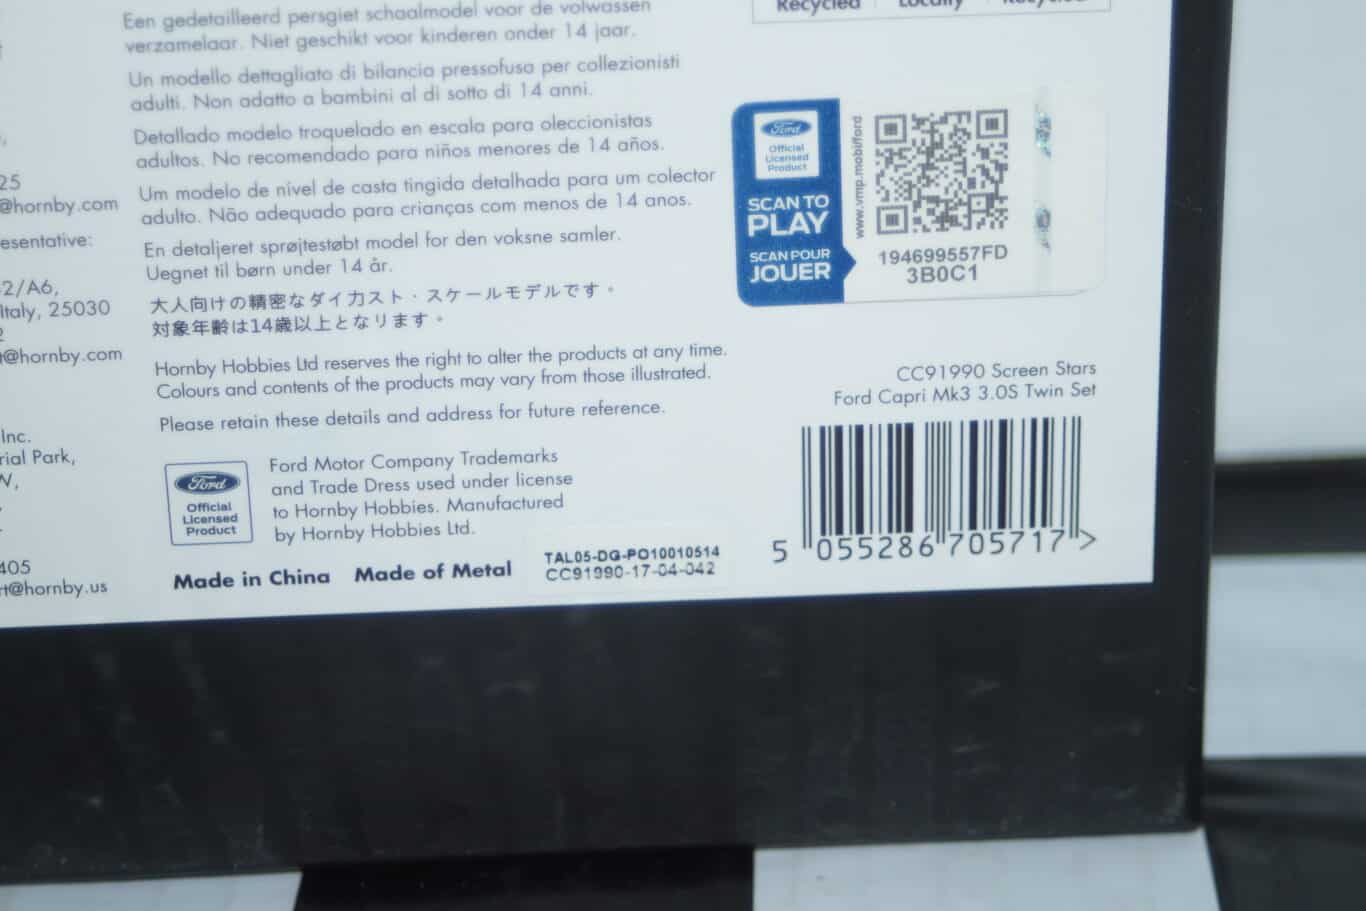 Een gedetailleerd persgiet schaalmodel voor de volwassen
verzamelaar. Niet geschikt voor kinderen onder 14 jaar.
Un modello dettagliato di bilancia pressofusa per collezionisti
adulti. Non adatto a bambini al di sotto di 14 anni.
Detallado modelo troquelado en escala para oleccionistas
adultos. No recomendado para niños menores de 14 años.
Um modelo de nivel de casta tingida detalhada para um colector
adulto. Não adequado para crianças com menos de 14 anos.
En detaljeret sprøjtestøbt model for den voksne samler.
Uegnet til børn under 14 år.
大人向けの精密なダイカスト・スケールモデルです。
対象年齢は14歳以上となります。
Hornby Hobbies Ltd reserves the right to alter the products at any time.
Colours and contents of the products may vary from those illustrated.
Please retain these details and address for future reference.
Ford
Official
Licensed
Product
Ford Motor Company Trademarks
and Trade Dress used under license
to Hornby Hobbies. Manufactured
by Hornby Hobbies Ltd.
Made in China Made of Metal
TAL05-DG-PO10010514
CC91990-17-04-042
25
@hornby.com
esentative:
2/A6,
Italy, 25030
2
t@hornby.com
Inc.
rial Park,
W,
405
rt@hornby.us
Recycled Locally Recycled
Ford
Official
Licensed
Product
SCAN TO
PLAY
SCAN POUR
JOUER
www.vmp.mobi/ford
194699557FD
3B0C1
CC91990 Screen Stars
Ford Capri Mk3 3.0S Twin Set
5 055286 705717 >